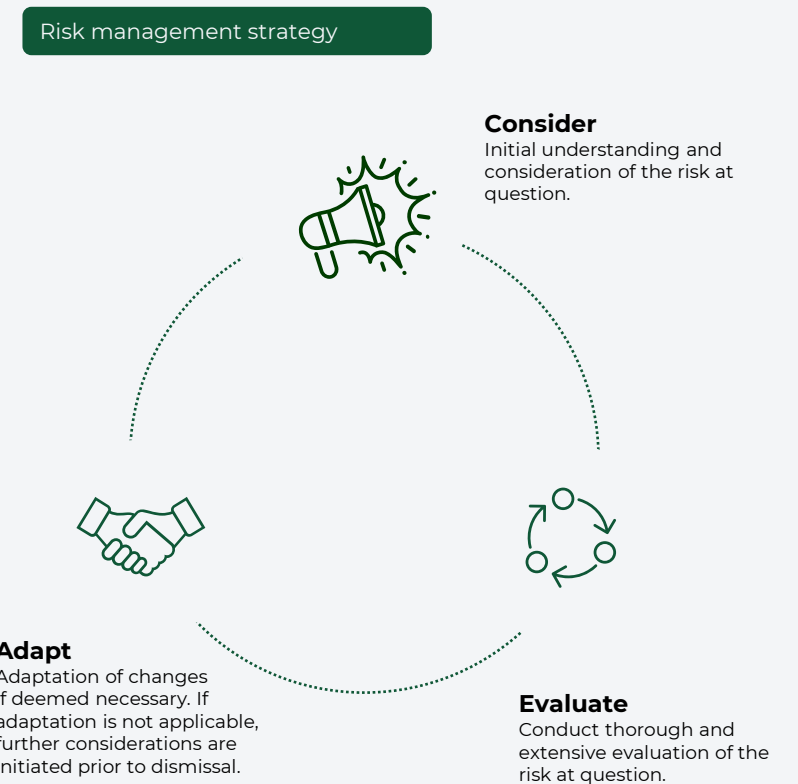 Risk management strategy
Consider
Initial understanding and
consideration of the risk at
question.
Adapt
Adaptation of changes
if deemed necessary. If
adaptation is not applicable,
further considerations are
initiated prior to dismissal.
Evaluate
Conduct thorough and
extensive evaluation of the
risk at question.